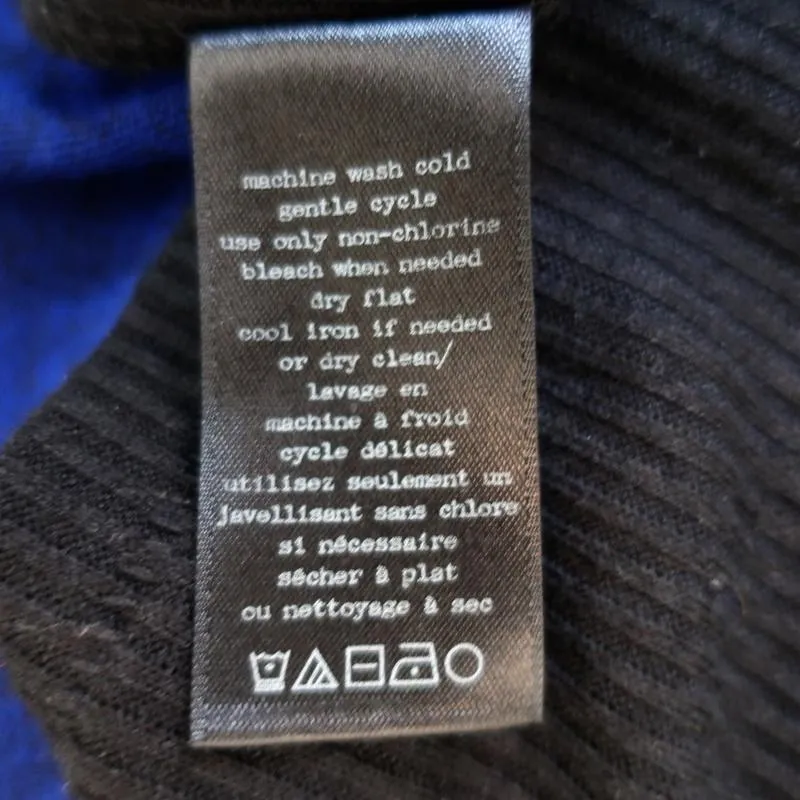 machine wash cold
gentle cycle
use only non-chlorine
bleach when needed
dry flat
cool iron if needed
or dry clean/
lavage en
machine à froid
cycle délicat
utilisez seulement un
javellisant sans chlore
si nécessaire
sécher à plat
ou nettoyage à sec